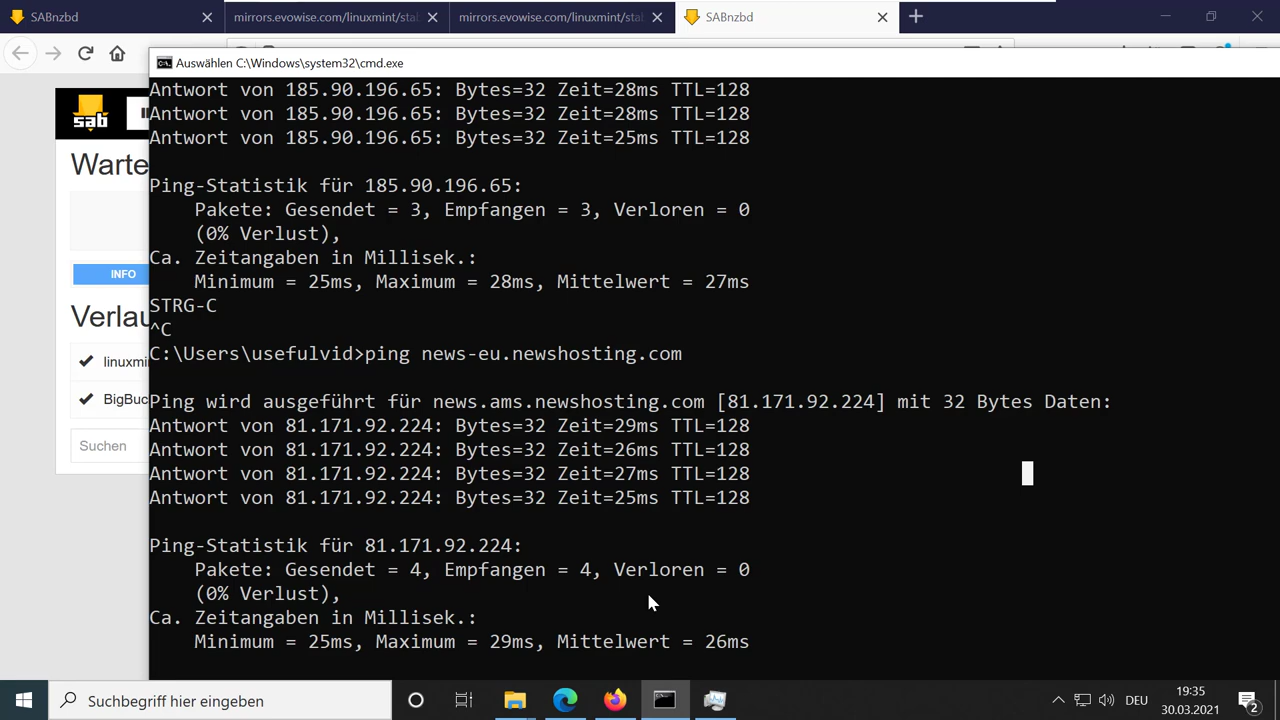 SABnzbd
mirrors.evowise.com/linuxmint/sta
mirrors.evowise.com/linuxmint/sta
SABnzbd
Auswählen C:\Windows\system32\cmd.exe
sab
Warte
INFO
Verlau
linuxmi
BigBuc
Suchen
Antwort von 185.90.196.65: Bytes=32 Zeit=28ms TTL=128
Antwort von 185.90.196.65: Bytes=32 Zeit=28ms TTL=128
Antwort von 185.90.196.65: Bytes=32 Zeit=25ms TTL=128
Ping-Statistik für 185.90.196.65:
Pakete: Gesendet = 3, Empfangen = 3, Verloren = 0
(0% Verlust),
Ca. Zeitangaben in Millisek.:
Minimum = 25ms, Maximum = 28ms, Mittelwert = 27ms
STRG-C
^C
C:\Users\usefulvid>ping news-eu.newshosting.com
Ping wird ausgeführt für news.ams.newshosting.com [81.171.92.224] mit 32 Bytes Daten:
Antwort von 81.171.92.224: Bytes=32 Zeit=29ms TTL=128
Antwort von 81.171.92.224: Bytes=32 Zeit=26ms TTL=128
Antwort von 81.171.92.224: Bytes=32 Zeit=27ms TTL=128
Antwort von 81.171.92.224: Bytes=32 Zeit=25ms TTL=128
Ping-Statistik für 81.171.92.224:
Pakete: Gesendet = 4, Empfangen = 4, Verloren = 0
(0% Verlust),
Ca. Zeitangaben in Millisek.:
Minimum = 25ms, Maximum = 29ms, Mittelwert = 26ms
Suchbegriff hier eingeben
DEU
19:35
30.03.2021
2